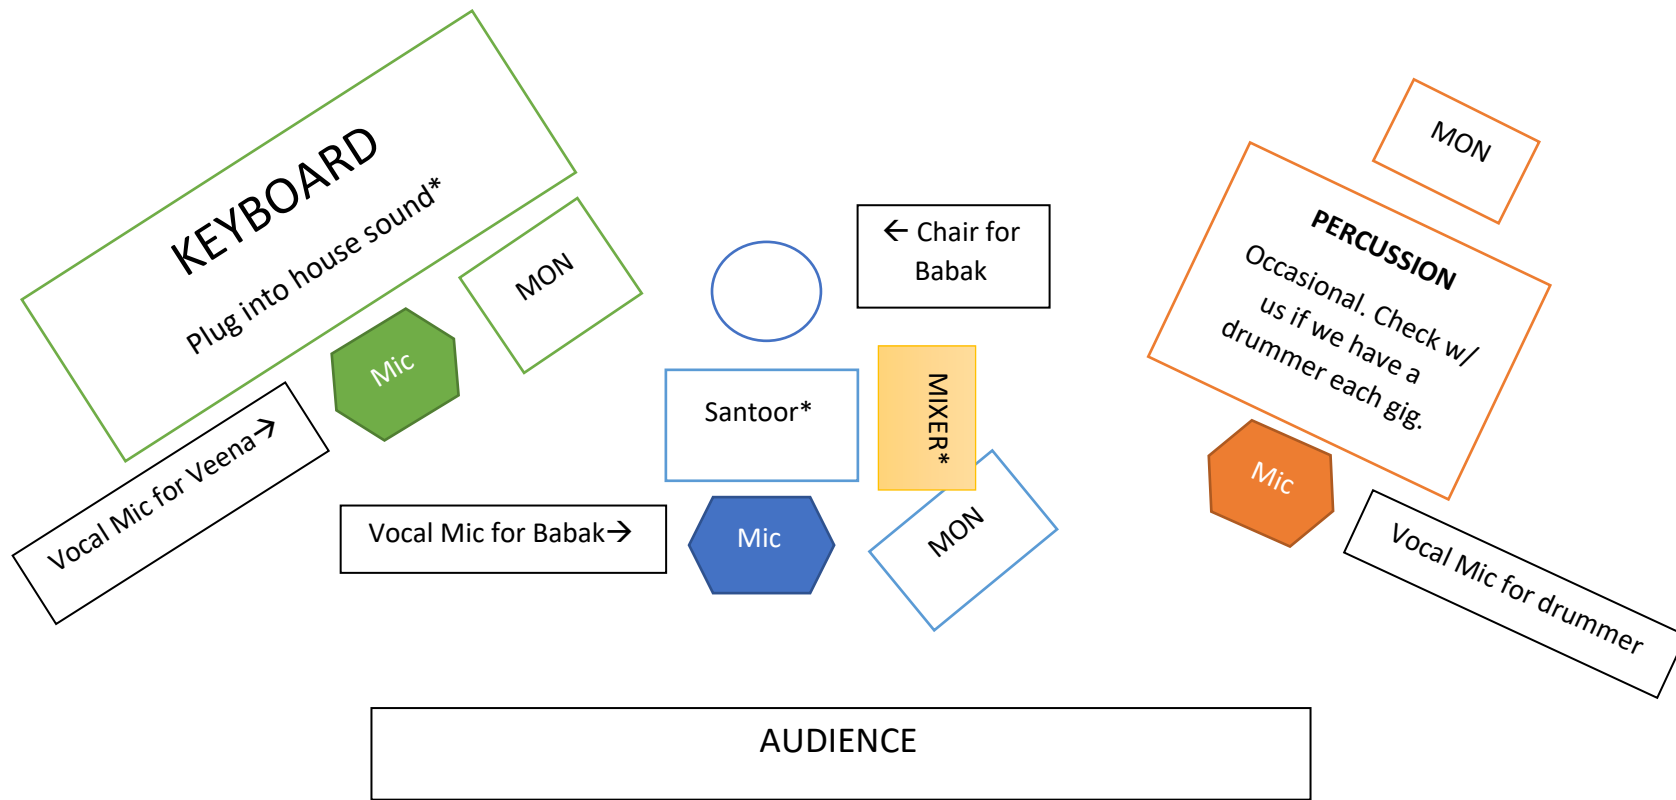 KEYBOARD
Plug into house sound*
MON
Mic
Vocal Mic for Veena→
← Chair for
Babak
Santoor*
MIXER*
Vocal Mic for Babak→
Mic
MON
MON
PERCUSSION
Occasional. Check w/
us if we have a
drummer each gig.
Mic
Vocal Mic for drummer
AUDIENCE